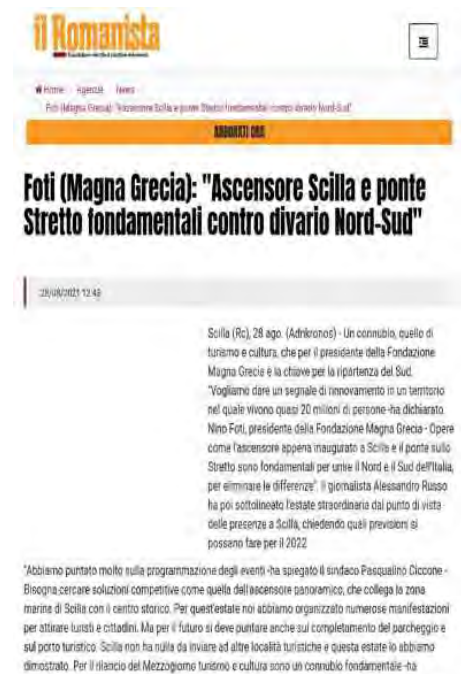 il Romanista
Home Agenzie News
Foti (Magna Grecia): "Ascensore Scilla e ponte Stretto fondamentali contro divario Nord-Sud"
ABBONATI ORA
Foti (Magna Grecia): "Ascensore Scilla e ponte
Stretto fondamentali contro divario Nord-Sud"
28/08/2021 12:43
Scilla (Rc), 28 ago. (Adnkronos) - Un connubio, quello di
turismo e cultura, che per il presidente della Fondazione
Magna Grecia è la chiave per la ripartenza del Sud.
"Vogliamo dare un segnale di rinnovamento in un territorio
nel quale vivono quasi 20 milioni di persone -ha dichiarato
Nino Foti, presidente della Fondazione Magna Grecia - Opere
come l'ascensore appena inaugurato a Scilla e il ponte sullo
Stretto sono fondamentali per unire il Nord e il Sud dell'Italia,
per eliminare le differenze". Il giornalista Alessandro Russo
ha poi sottolineato l'estate straordinaria dal punto di vista
delle presenze a Scilla, chiedendo quali previsioni si
possano fare per il 2022
"Abbiamo puntato molto sulla programmazione degli eventi -ha spiegato il sindaco Pasqualino Ciccone -
Bisogna cercare soluzioni competitive come quella dell'ascensore panoramico, che collega la zona
marina di Scilla con il centro storico. Per quest'estate noi abbiamo organizzato numerose manifestazioni
per attirare turisti e cittadini. Ma per il futuro si deve puntare anche sul completamento del parcheggio e
sul porto turistico. Scilla non ha nulla da inviare ad altre località turistiche e questa estate lo abbiamo
dimostrato. Per il rilancio del Mezzogiorno turismo e cultura sono un connubio fondamentale -ha